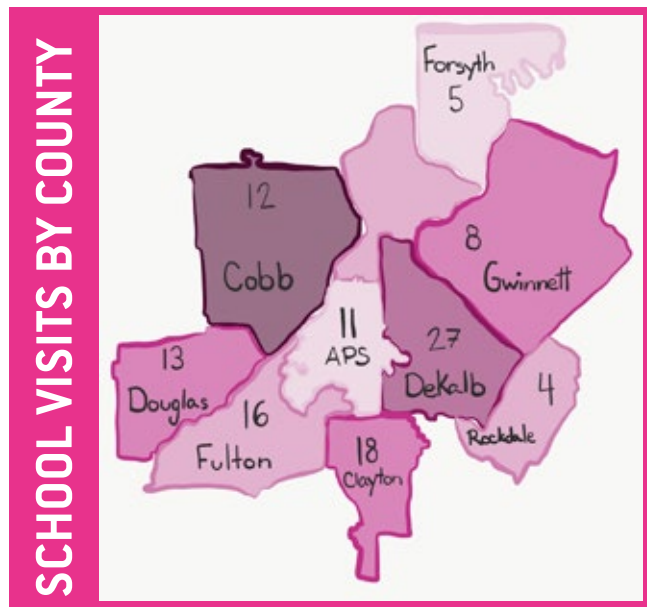 SCHOOL VISITS BY COUNTY
Forsyth
5
12
Cobb
8
Gwinnett
11
APS
27
DeKalb
13
Douglas
4
Rockdale
16
Fulton
18
Clayton